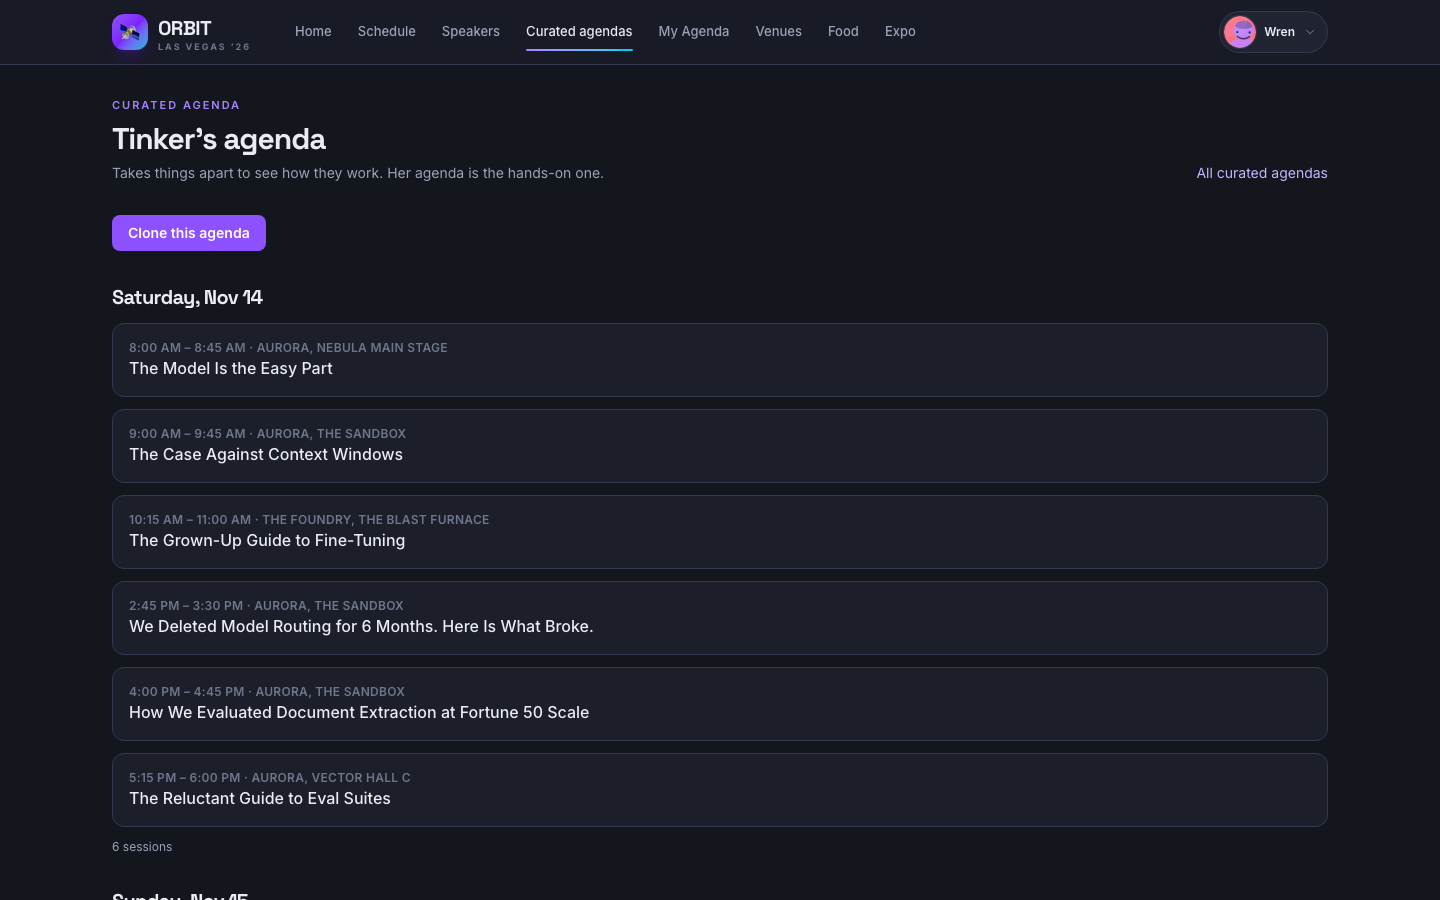 ORBIT
LAS VEGAS '26
Home
Schedule
Speakers
Curated agendas
My Agenda
Venues
Food
Expo
Wren
CURATED AGENDA
Tinker’s agenda
Takes things apart to see how they work. Her agenda is the hands-on one.
All curated agendas
Clone this agenda
Saturday, Nov 14
8:00 AM – 8:45 AM · AURORA, NEBULA MAIN STAGE
The Model Is the Easy Part
9:00 AM – 9:45 AM · AURORA, THE SANDBOX
The Case Against Context Windows
10:15 AM – 11:00 AM · THE FOUNDRY, THE BLAST FURNACE
The Grown-Up Guide to Fine-Tuning
2:45 PM – 3:30 PM · AURORA, THE SANDBOX
We Deleted Model Routing for 6 Months. Here Is What Broke.
4:00 PM – 4:45 PM · AURORA, THE SANDBOX
How We Evaluated Document Extraction at Fortune 50 Scale
5:15 PM – 6:00 PM · AURORA, VECTOR HALL C
The Reluctant Guide to Eval Suites
6 sessions
Sunday, Nov 15